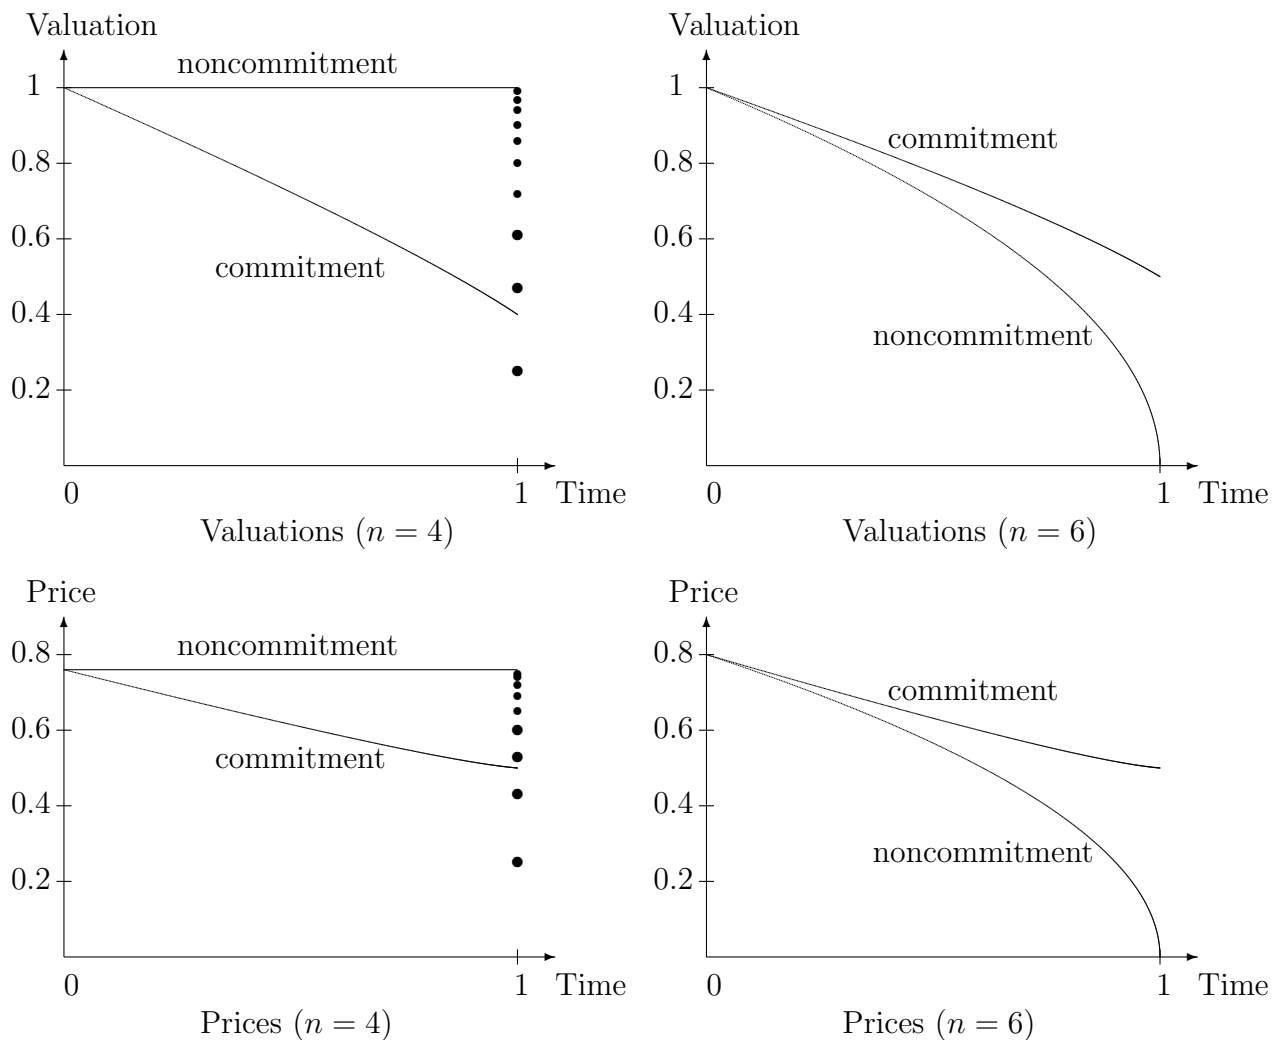 Valuation
noncommitment
1
0.8
0.6
commitment
0.4
0.2
0
1
Time
Valuations (n = 4)
Valuation
1
commitment
0.8
0.6
0.4
noncommitment
0.2
0
1
Time
Valuations (n = 6)
Price
0.8
noncommitment
0.6
commitment
0.4
0.2
0
1
Time
Prices (n = 4)
Price
0.8
commitment
0.6
0.4
noncommitment
0.2
0
1
Time
Prices (n = 6)